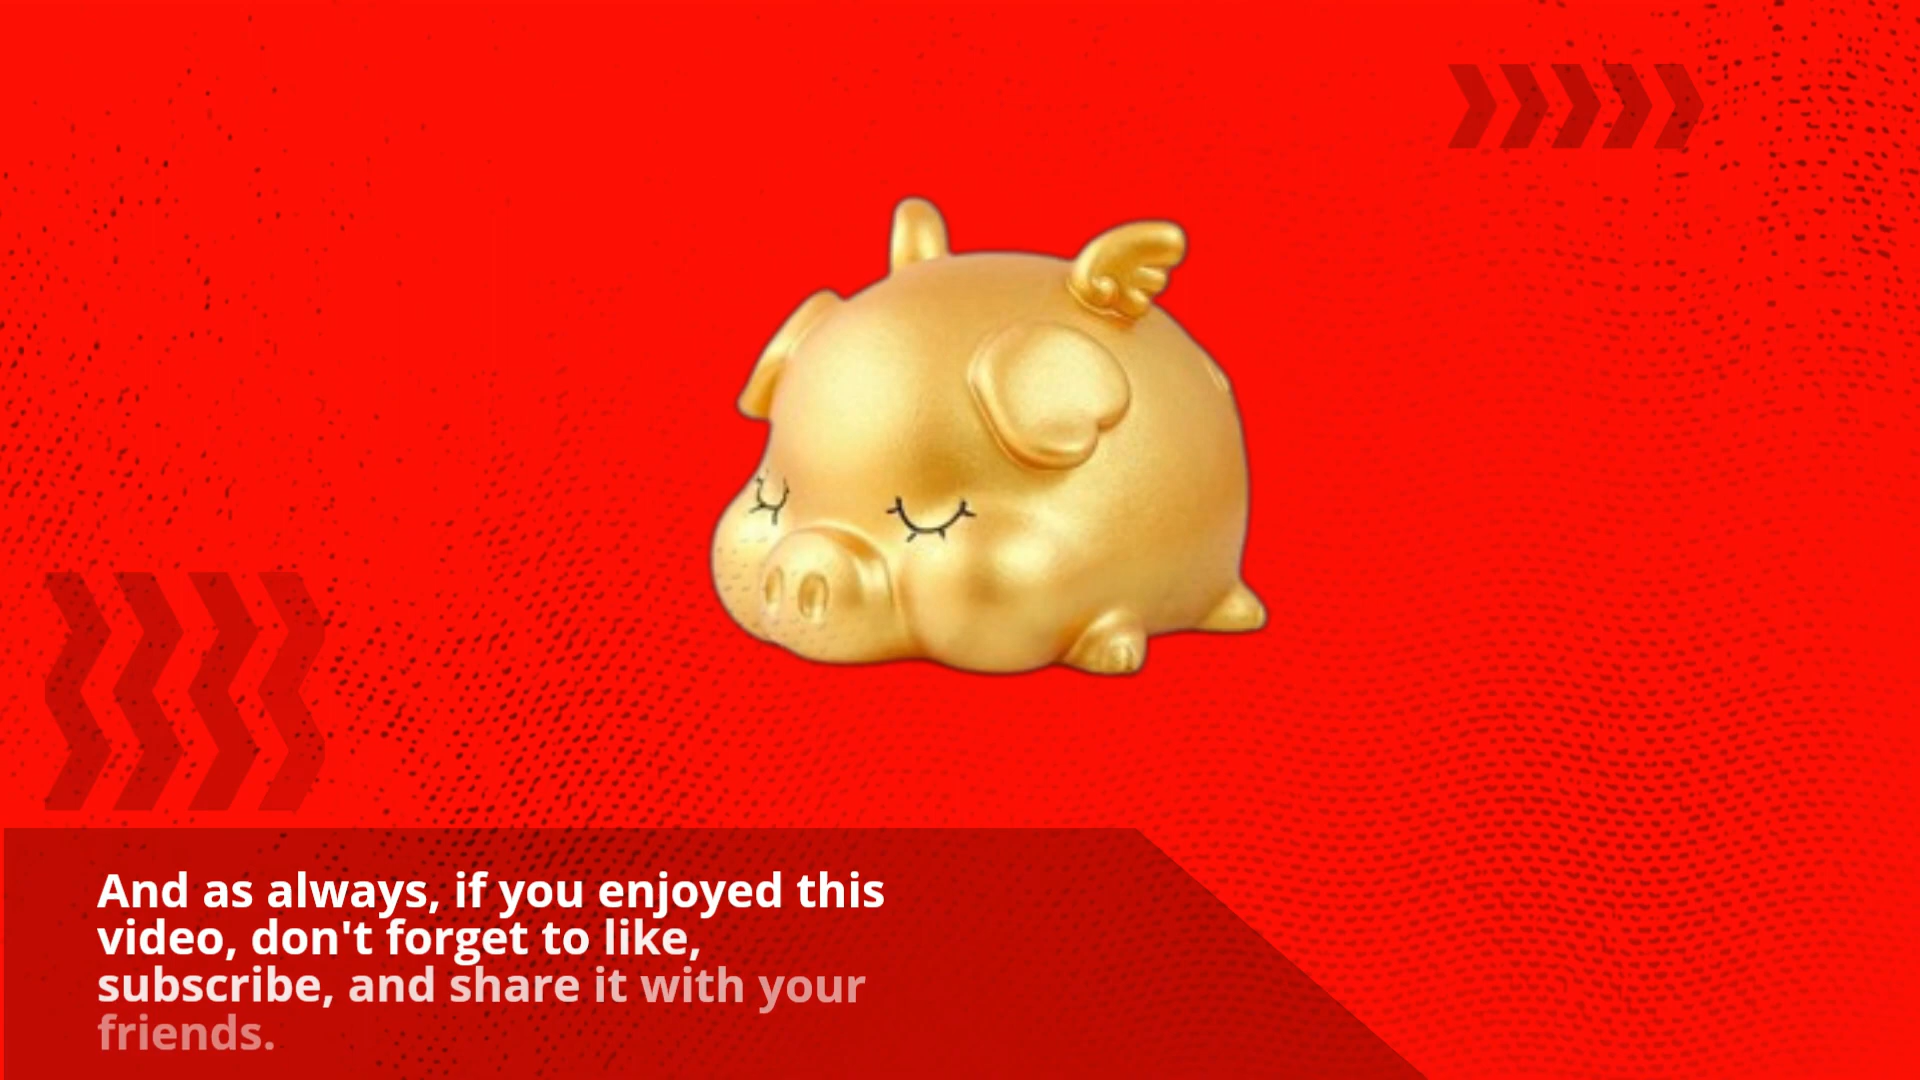 And as always, if you enjoyed this
video, don't forget to like,
subscribe, and share it with your
friends.